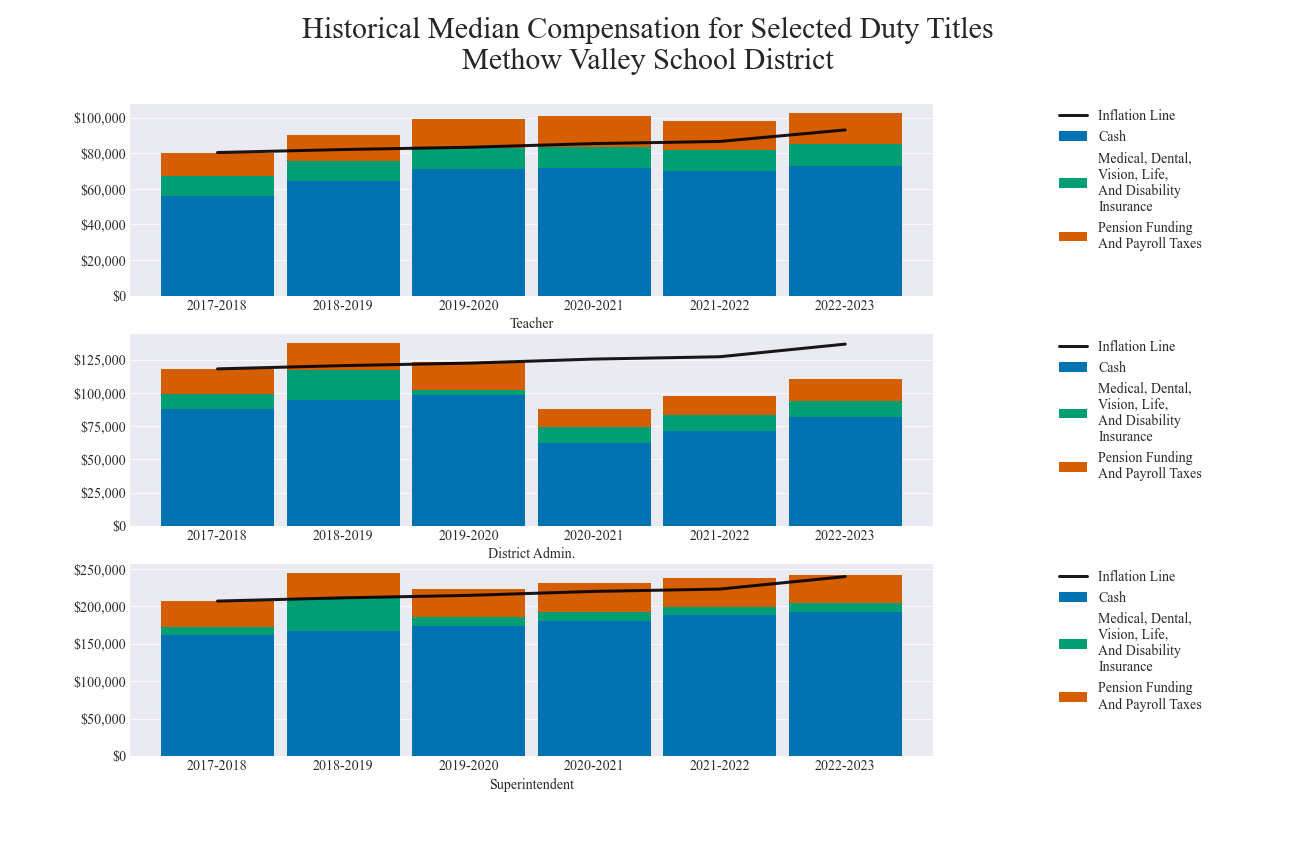 Historical Median Compensation for Selected Duty Titles
Methow Valley School District
$100,000
$80,000
$60,000
$40,000
$20,000
$0
2017-2018 2018-2019 2019-2020 2020-2021 2021-2022 2022-2023
Teacher
Inflation Line
Cash
Medical, Dental,
Vision, Life,
And Disability
Insurance
Pension Funding
And Payroll Taxes
$125,000
$100,000
$75,000
$50,000
$25,000
$0
2017-2018 2018-2019 2019-2020 2020-2021 2021-2022 2022-2023
District Admin.
Inflation Line
Cash
Medical, Dental,
Vision, Life,
And Disability
Insurance
Pension Funding
And Payroll Taxes
$250,000
$200,000
$150,000
$100,000
$50,000
$0
2017-2018 2018-2019 2019-2020 2020-2021 2021-2022 2022-2023
Superintendent
Inflation Line
Cash
Medical, Dental,
Vision, Life,
And Disability
Insurance
Pension Funding
And Payroll Taxes